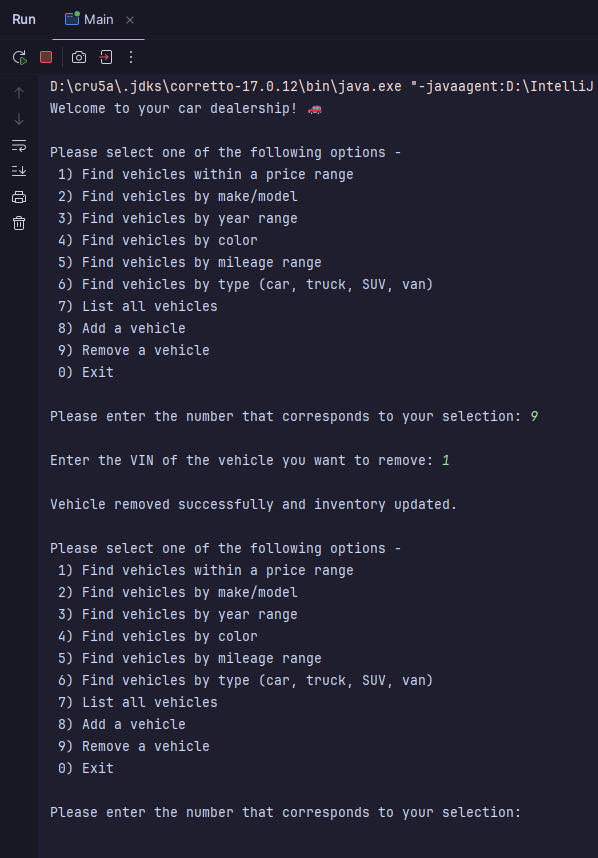 Run Main
D:\cru5a\.jdks\corretto-17.0.12\bin\java.exe "-javaagent:D:\IntelliJ
Welcome to your car dealership! 🚗
Please select one of the following options -
1) Find vehicles within a price range
2) Find vehicles by make/model
3) Find vehicles by year range
4) Find vehicles by color
5) Find vehicles by mileage range
6) Find vehicles by type (car, truck, SUV, van)
7) List all vehicles
8) Add a vehicle
9) Remove a vehicle
0) Exit
Please enter the number that corresponds to your selection: 9
Enter the VIN of the vehicle you want to remove: 1
Vehicle removed successfully and inventory updated.
Please select one of the following options -
1) Find vehicles within a price range
2) Find vehicles by make/model
3) Find vehicles by year range
4) Find vehicles by color
5) Find vehicles by mileage range
6) Find vehicles by type (car, truck, SUV, van)
7) List all vehicles
8) Add a vehicle
9) Remove a vehicle
0) Exit
Please enter the number that corresponds to your selection: